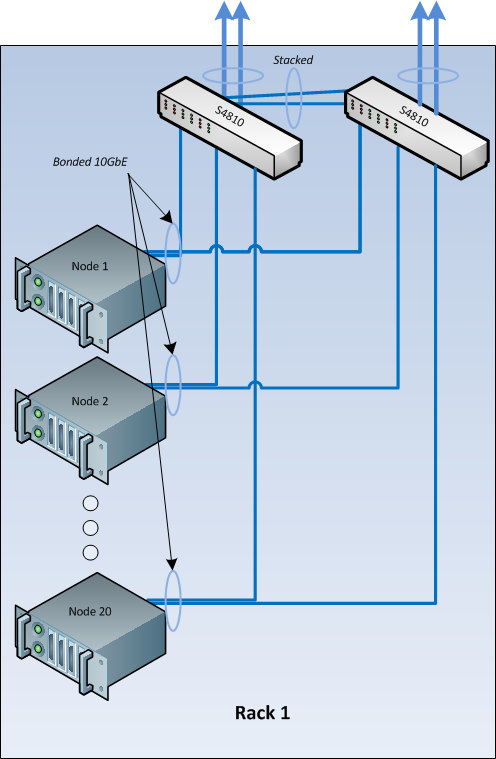 Stacked
S4810
S4810
Bonded 10GbE
Node 1
Node 2
Node 20
Rack 1